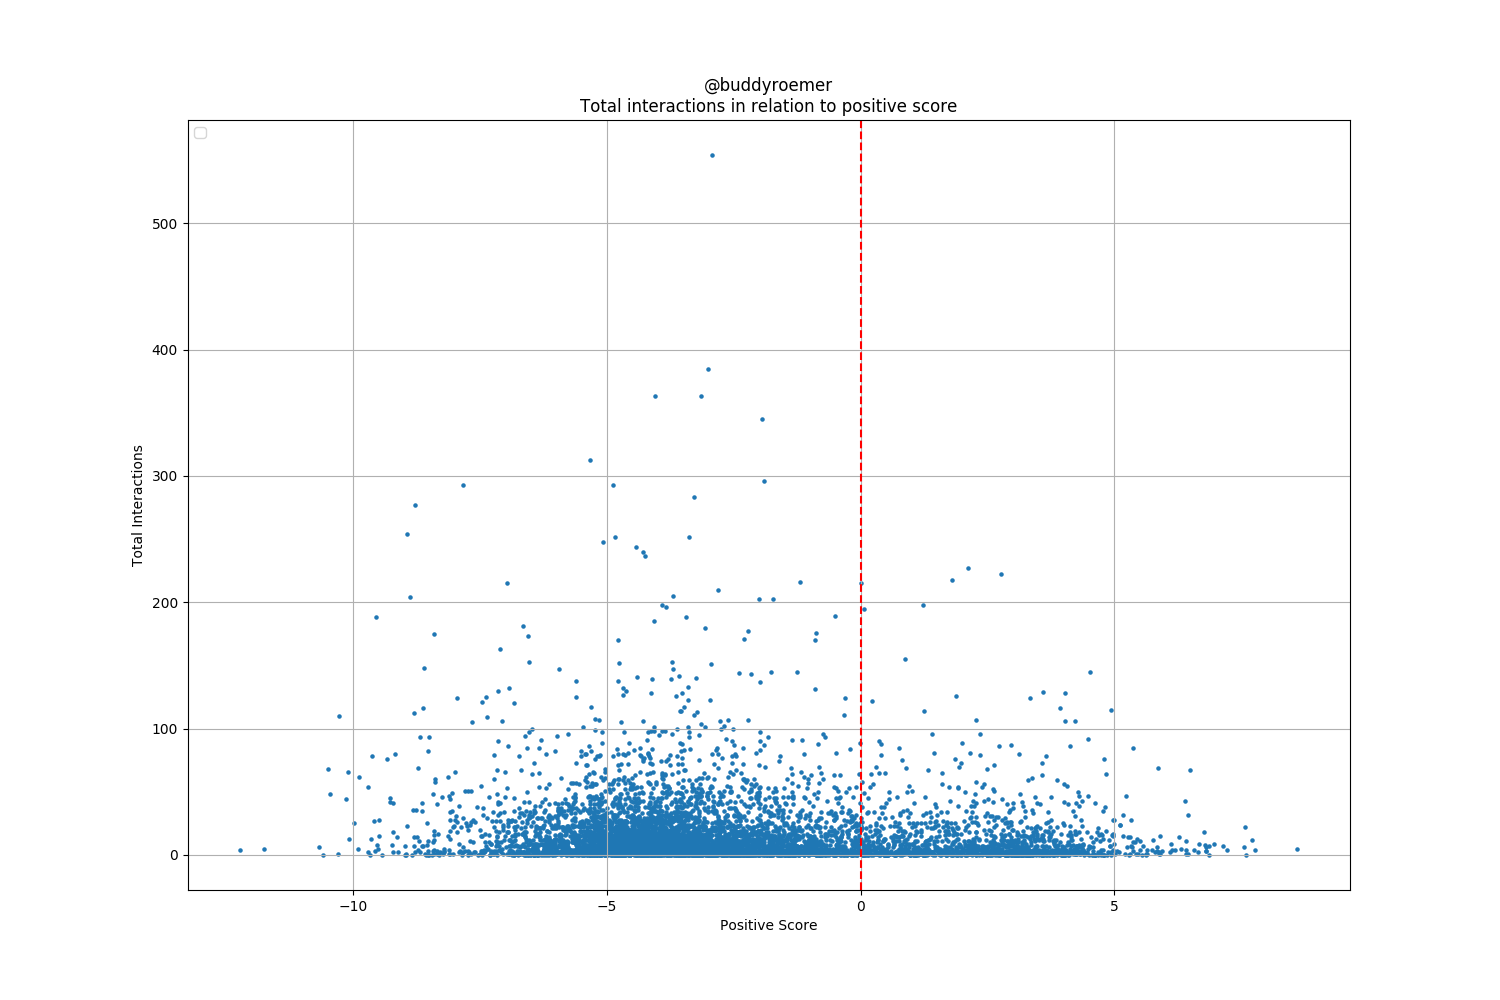 @buddyroemer
Total interactions in relation to positive score
500
400
300
200
100
0
Total Interactions
−10
−5
0
5
Positive Score